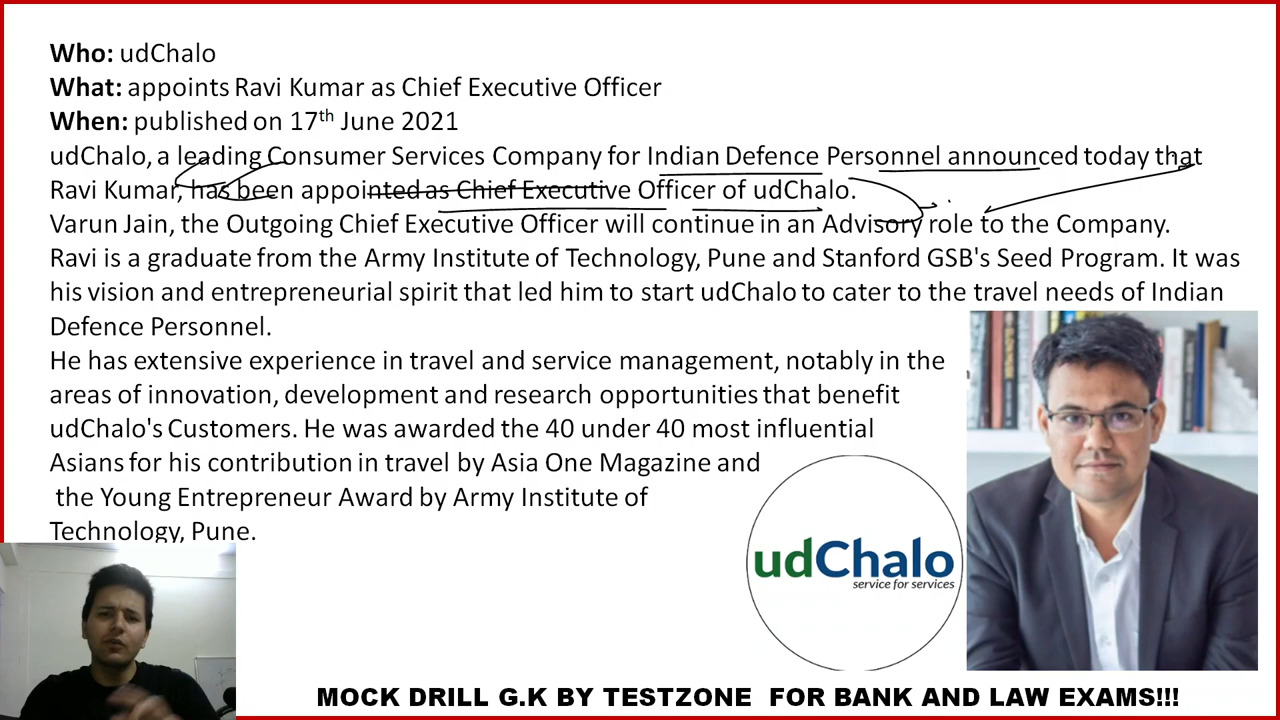 Who: udChalo
What: appoints Ravi Kumar as Chief Executive Officer
When: published on 17th June 2021
udChalo, a leading Consumer Services Company for Indian Defence Personnel announced today that
Ravi Kumar, has been appointed as Chief Executive Officer of udChalo.
Varun Jain, the Outgoing Chief Executive Officer will continue in an Advisory role to the Company.
Ravi is a graduate from the Army Institute of Technology, Pune and Stanford GSB's Seed Program. It was
his vision and entrepreneurial spirit that led him to start udChalo to cater to the travel needs of Indian
Defence Personnel.
He has extensive experience in travel and service management, notably in the
areas of innovation, development and research opportunities that benefit
udChalo's Customers. He was awarded the 40 under 40 most influential
Asians for his contribution in travel by Asia One Magazine and
the Young Entrepreneur Award by Army Institute of
Technology, Pune.
udChalo
service for services
MOCK DRILL G.K BY TESTZONE FOR BANK AND LAW EXAMS!!!